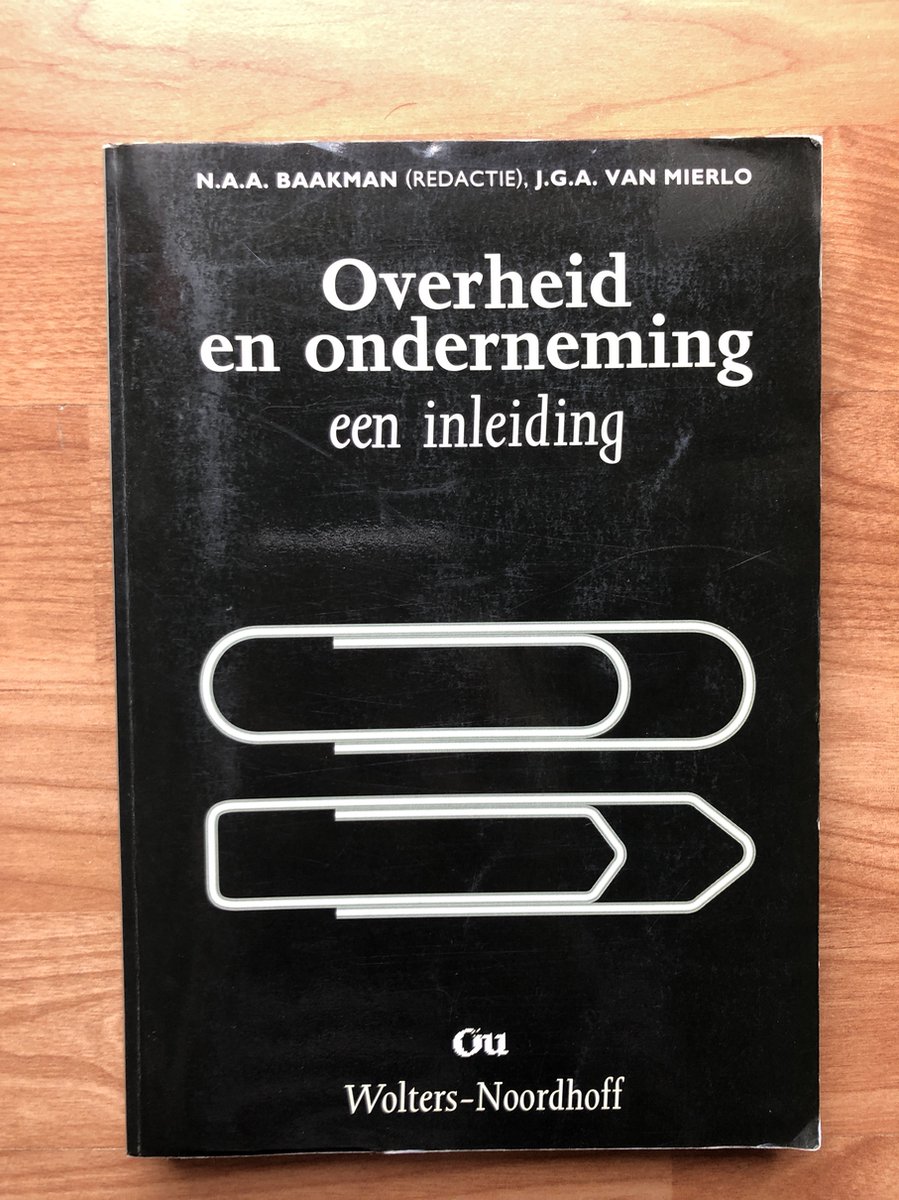 N.A.A. BAAKMAN (REDACTIE), J.G.A. VAN MIERLO
Overheid
en onderneming
een inleiding
Ou
Wolters-Noordhoff